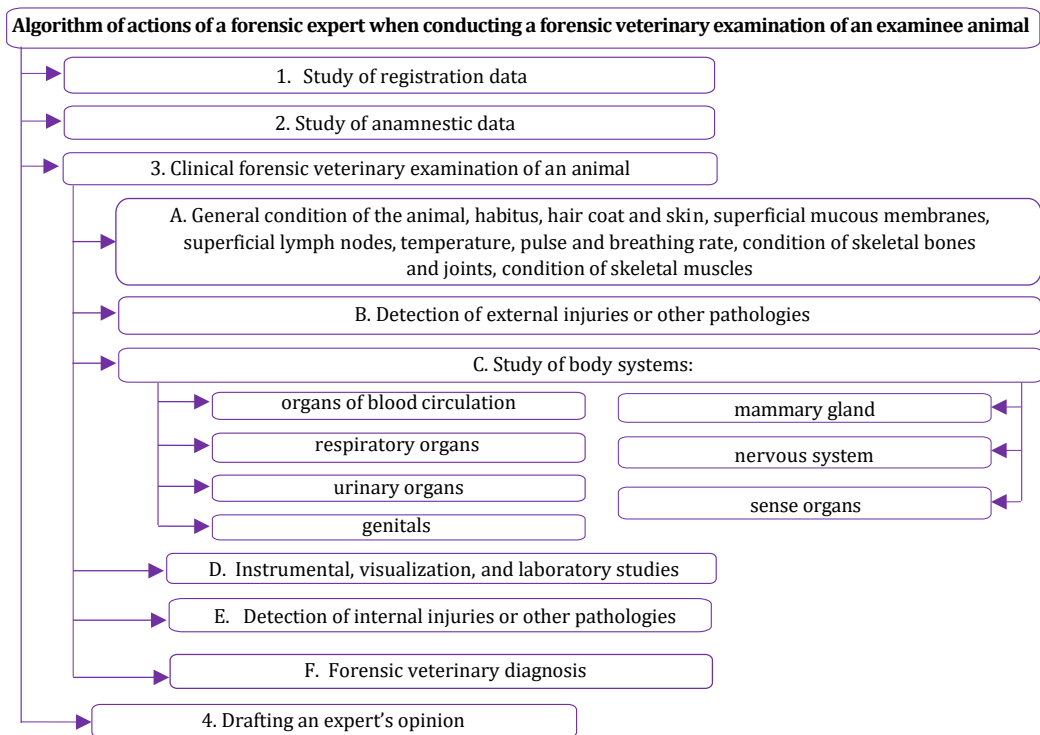 Algorithm of actions of a forensic expert when conducting a forensic veterinary examination of an examinee animal
1. Study of registration data
2. Study of anamnestic data
3. Clinical forensic veterinary examination of an animal
A. General condition of the animal, habitus, hair coat and skin, superficial mucous membranes,
superficial lymph nodes, temperature, pulse and breathing rate, condition of skeletal bones
and joints, condition of skeletal muscles
B. Detection of external injuries or other pathologies
C. Study of body systems:
organs of blood circulation
respiratory organs
urinary organs
genitals
mammary gland
nervous system
sense organs
D. Instrumental, visualization, and laboratory studies
E. Detection of internal injuries or other pathologies
F. Forensic veterinary diagnosis
4. Drafting an expert’s opinion